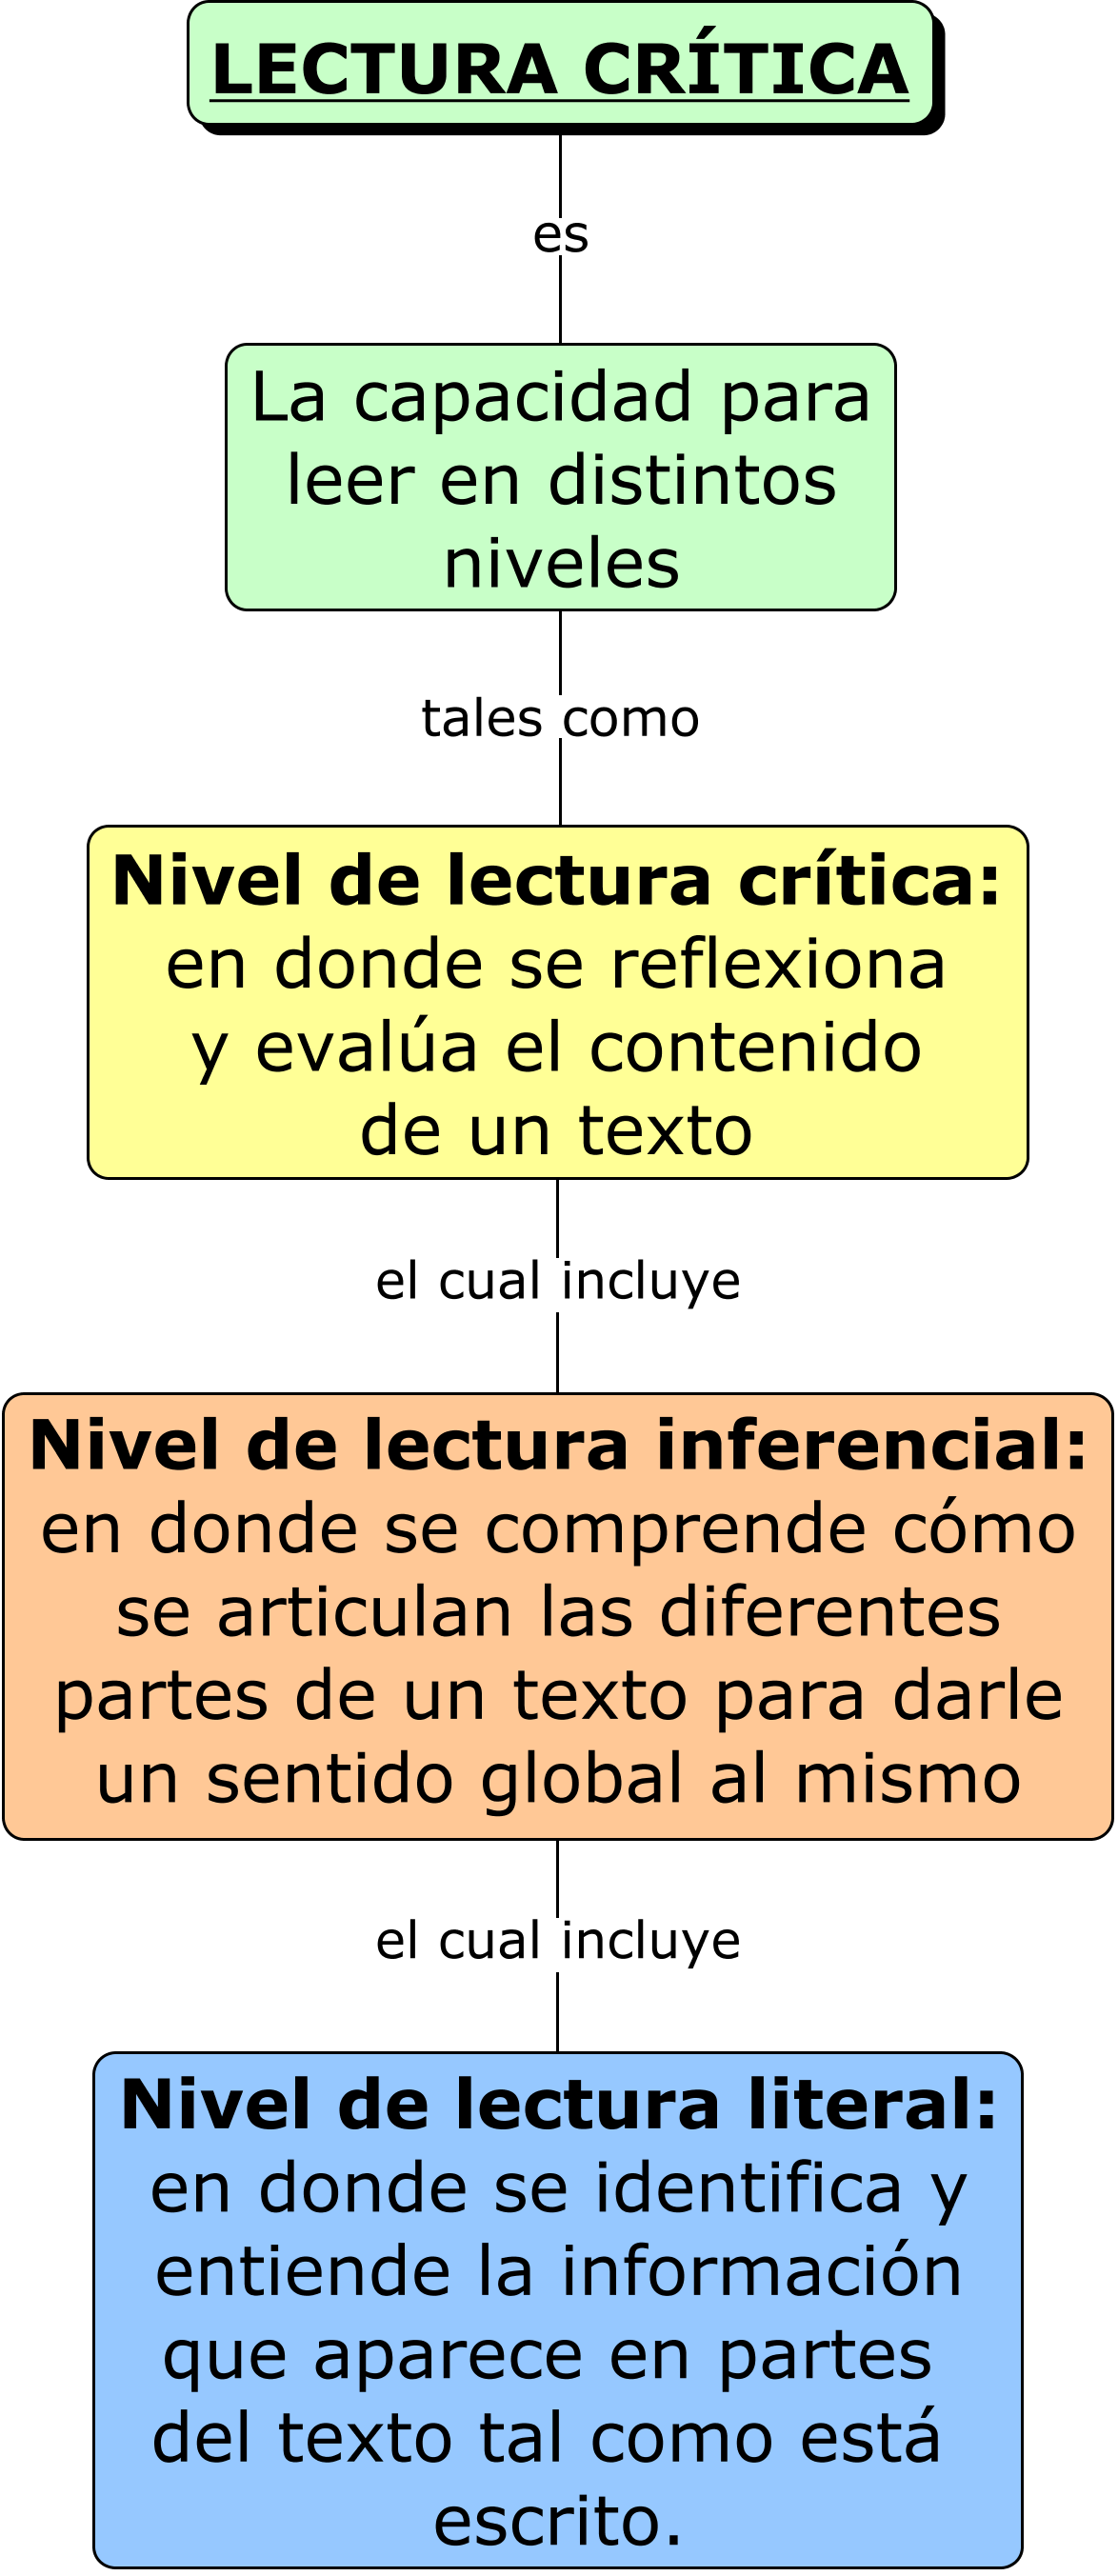 LECTURA CRÍTICA
es
La capacidad para
leer en distintos
niveles
tales como
Nivel de lectura crítica:
en donde se reflexiona
y evalúa el contenido
de un texto
el cual incluye
Nivel de lectura inferencial:
en donde se comprende cómo
se articulan las diferentes
partes de un texto para darle
un sentido global al mismo
el cual incluye
Nivel de lectura literal:
en donde se identifica y
entiende la información
que aparece en partes
del texto tal como está
escrito.